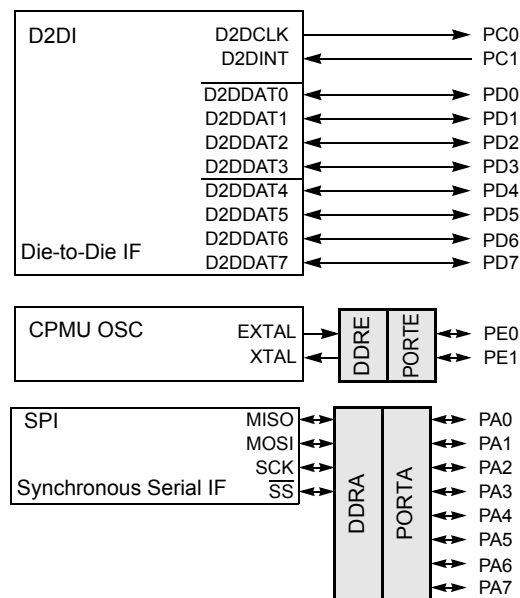 D2DI D2DCLK PC0
D2DINT PC1
D2DDAT0 PD0
D2DDAT1 PD1
D2DDAT2 PD2
D2DDAT3 PD3
D2DDAT4 PD4
D2DDAT5 PD5
D2DDAT6 PD6
Die-to-Die IF D2DDAT7 PD7
CPMU OSC EXTAL DDRE PORTE PE0
XTAL PE1
SPI MISO PA0
MOSI PA1
SCK PA2
Synchronous Serial IF SS DDRA PORTA PA3
PA4
PA5
PA6
PA7